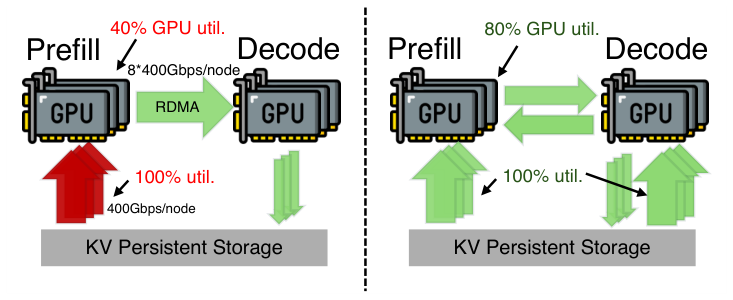 40% GPU util.
Prefill
Decode
8*400Gbps/node
GPU
RDMA
GPU
100% util.
400Gbps/node
KV Persistent Storage
80% GPU util.
Prefill
Decode
GPU
GPU
100% util.
KV Persistent Storage